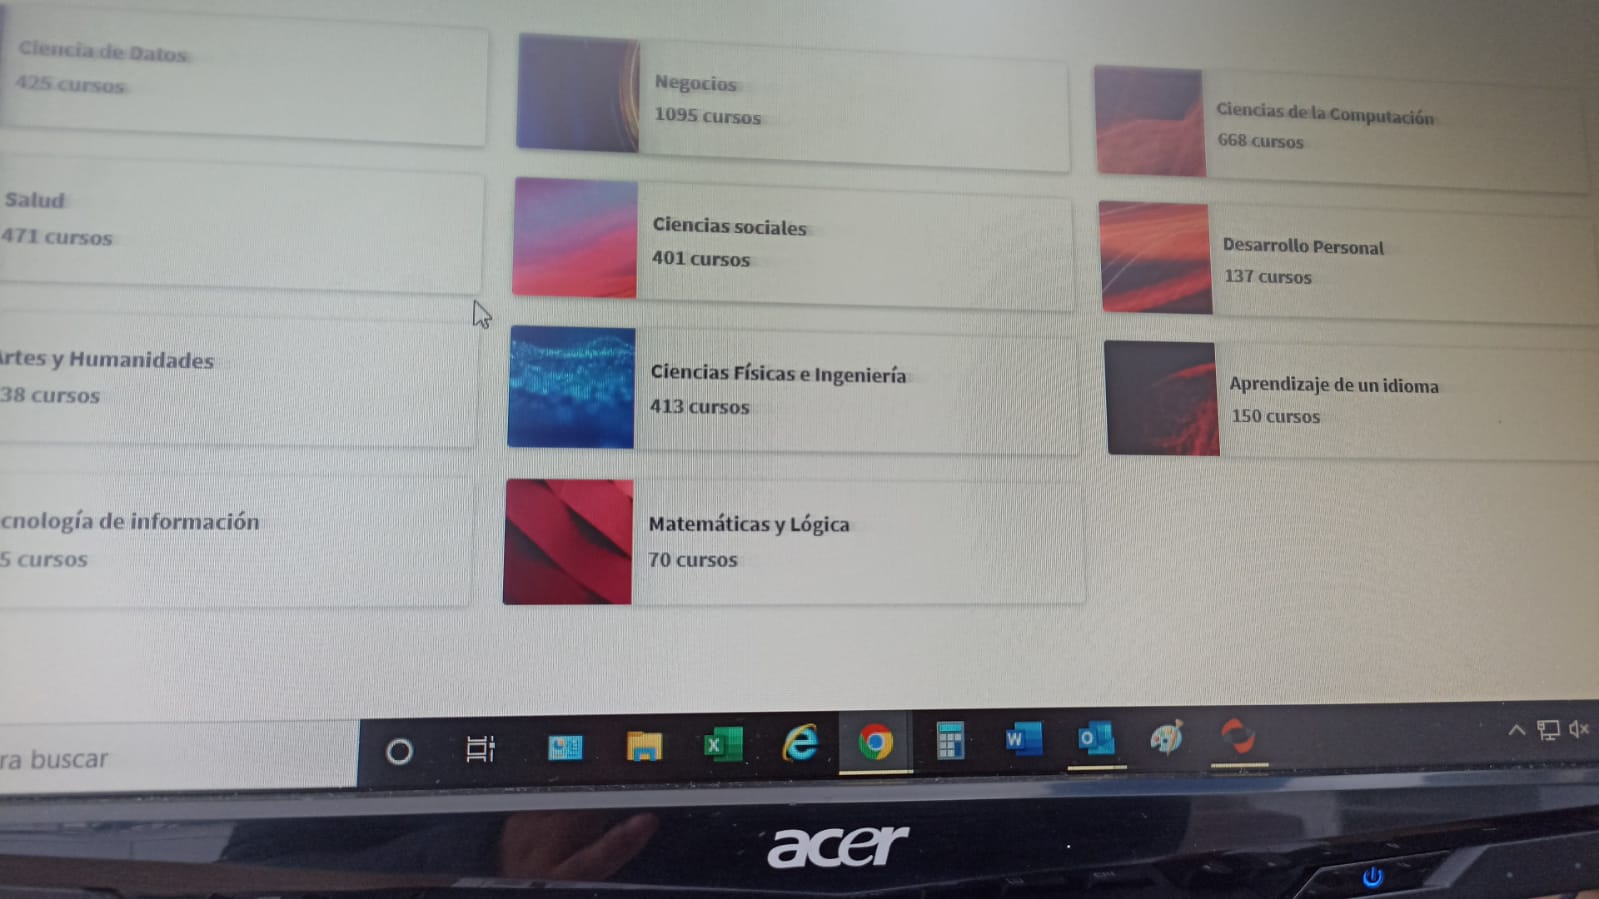 Ciencia de Datos
425 cursos
Negocios
1095 cursos
Ciencias de la Computación
668 cursos
Salud
471 cursos
Ciencias sociales
401 cursos
Desarrollo Personal
137 cursos
Artes y Humanidades
38 cursos
Ciencias Físicas e Ingeniería
413 cursos
Aprendizaje de un idioma
150 cursos
cnología de información
5 cursos
Matemáticas y Lógica
70 cursos
ra buscar
acer